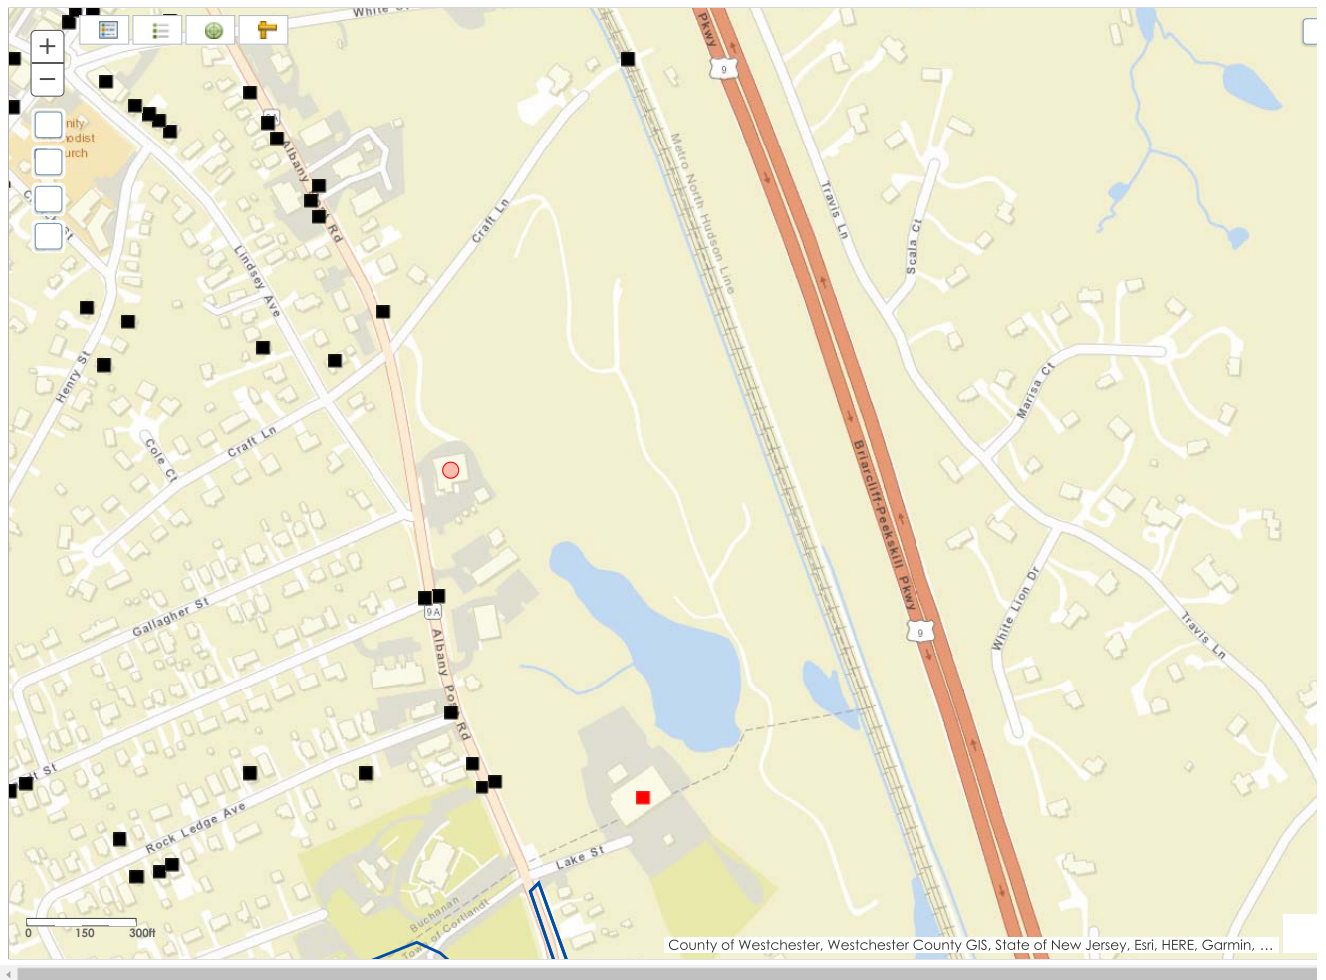 White St
+
−
nity
odist
urch
Albany
Rd
Craft Ln
Lindsey Ave
Henry St
Cole Ct
Craft Ln
Gallagher St
9A
Albany Post Rd
Rock Ledge Ave
Lake St
Buchanan
Town of Cortlandt
Metro North Hudson Line
Pkwy
9
Travis Ln
Scala Ct
Marisa Ct
Briarcliff-Peekskill Pkwy
9
White Lion Dr
Travis Ln
0 150 300ft
County of Westchester, Westchester County GIS, State of New Jersey, Esri, HERE, Garmin, ...